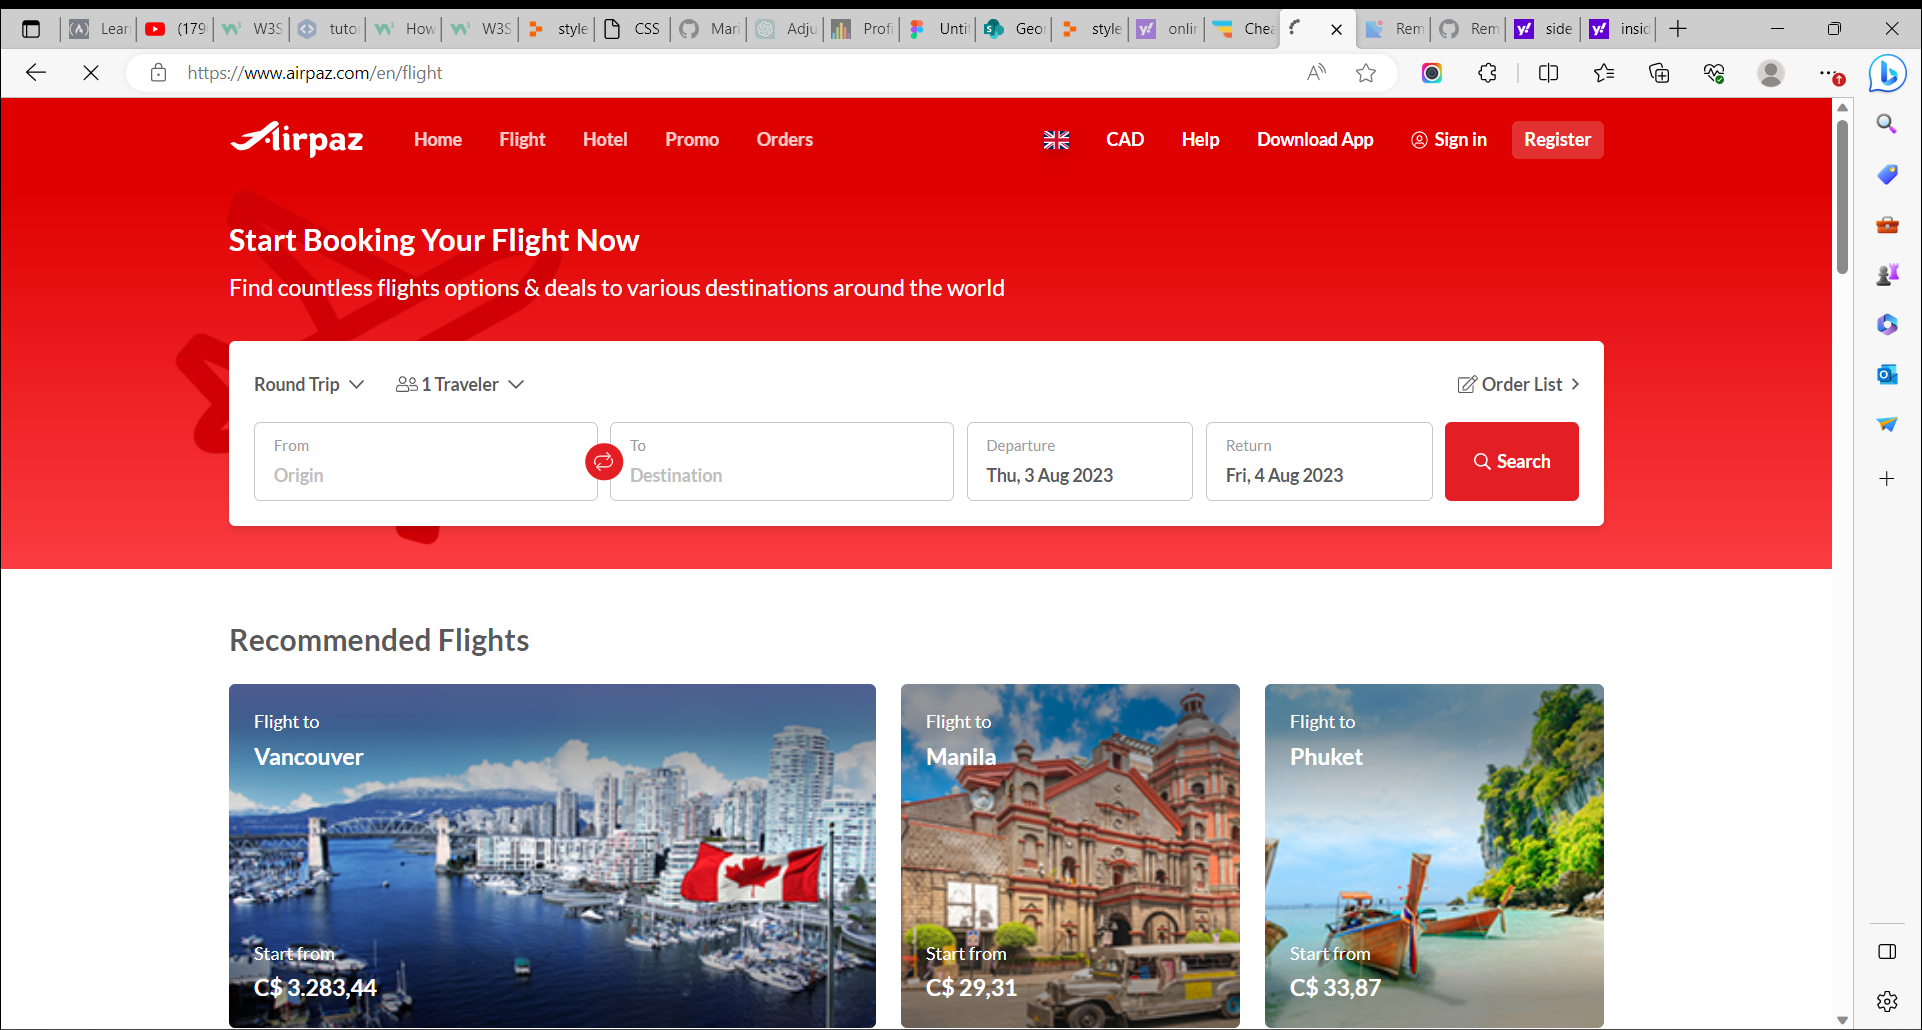 Lear
(179
W3S
tuto
How
W3S
style
CSS
Mari
Adju
Profi
Untit
Geor
style
onlin
Chea
Rem
Rem
side
insid
https://www.airpaz.com/en/flight
Airpaz
Home
Flight
Hotel
Promo
Orders
CAD
Help
Download App
Sign in
Register
Start Booking Your Flight Now
Find countless flights options & deals to various destinations around the world
Round Trip
1 Traveler
Order List
From
Origin
To
Destination
Departure
Thu, 3 Aug 2023
Return
Fri, 4 Aug 2023
Search
Recommended Flights
Flight to
Vancouver
Start from
C$ 3.283,44
Flight to
Manila
Start from
C$ 29,31
Flight to
Phuket
Start from
C$ 33,87